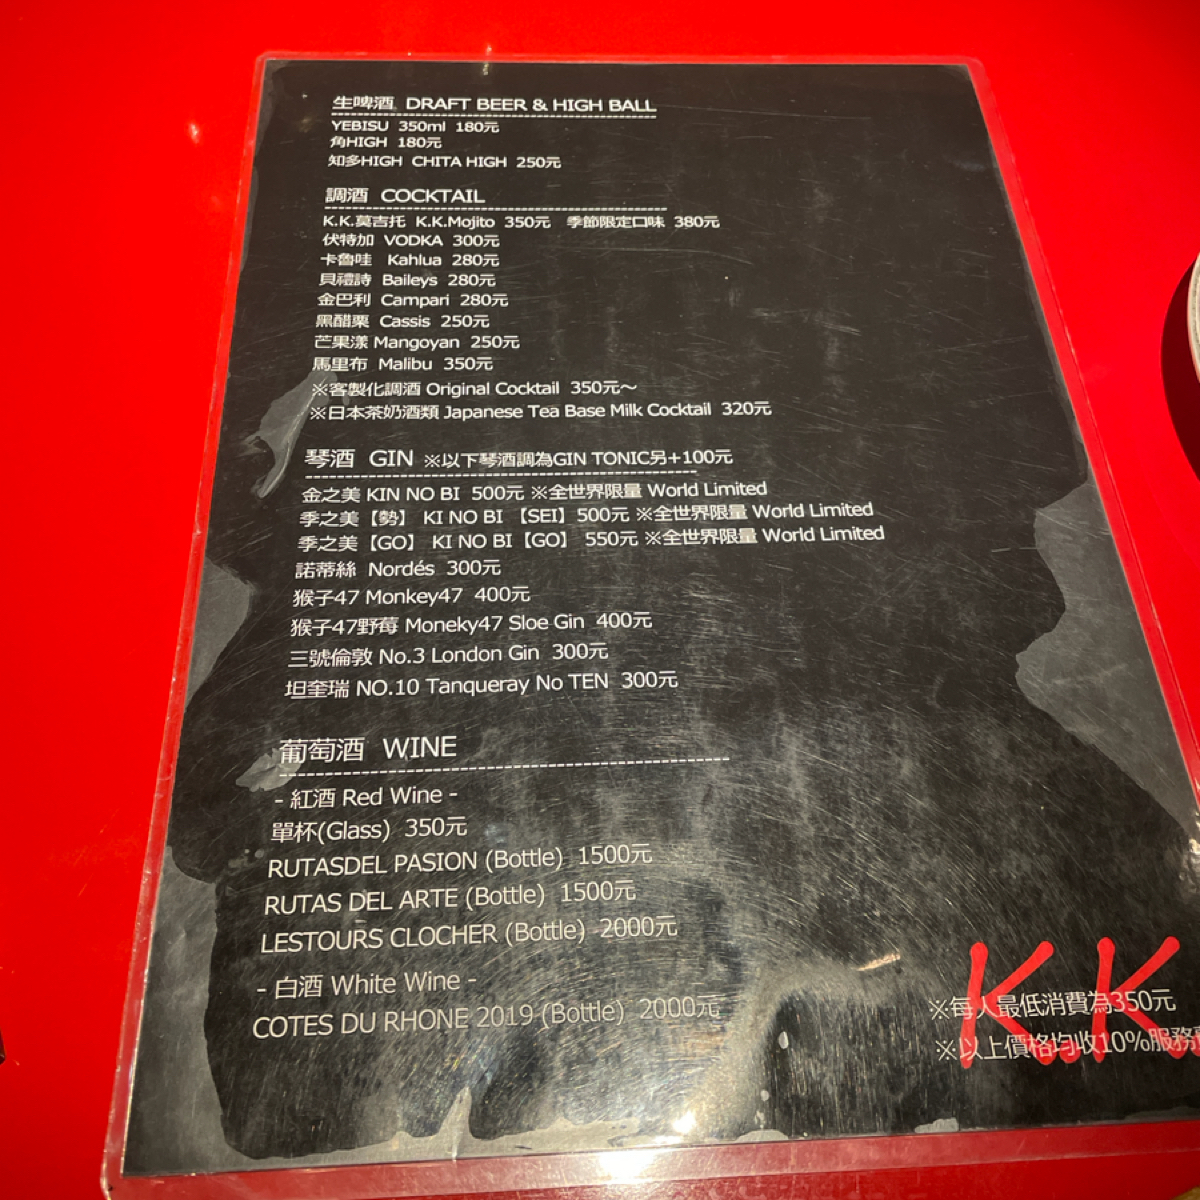 生啤酒 DRAFT BEER & HIGH BALL
YEBISU 350ml 180元
角HIGH 180元
知多HIGH CHITA HIGH 250元
調酒 COCKTAIL
K.K.莫吉托 K.K.Mojito 350元 季節限定口味 380元
伏特加 VODKA 300元
卡魯哇 Kahlua 280元
貝禮詩 Baileys 280元
金巴利 Campari 280元
黑醋栗 Cassis 250元
芒果漾 Mangoyan 250元
馬里布 Malibu 350元
※客製化調酒 Original Cocktail 350元～
※日本茶奶酒類 Japanese Tea Base Milk Cocktail 320元
琴酒 GIN ※以下琴酒調為GIN TONIC另+100元
金之美 KIN NO BI 500元 ※全世界限量 World Limited
季之美【勢】 KI NO BI 【SEI】500元 ※全世界限量 World Limited
季之美【GO】 KI NO BI【GO】 550元 ※全世界限量 World Limited
諾蒂絲 Nordés 300元
猴子47 Monkey47 400元
猴子47野莓 Moneky47 Sloe Gin 400元
三號倫敦 No.3 London Gin 300元
坦奎瑞 NO.10 Tanqueray No TEN 300元
葡萄酒 WINE
- 紅酒 Red Wine -
單杯(Glass) 350元
RUTASDEL PASION (Bottle) 1500元
RUTAS DEL ARTE (Bottle) 1500元
LESTOURS CLOCHER (Bottle) 2000元
- 白酒 White Wine -
COTES DU RHONE 2019 (Bottle) 2000元
K.K.
※每人最低消費為350元
※以上價格均收10%服務費